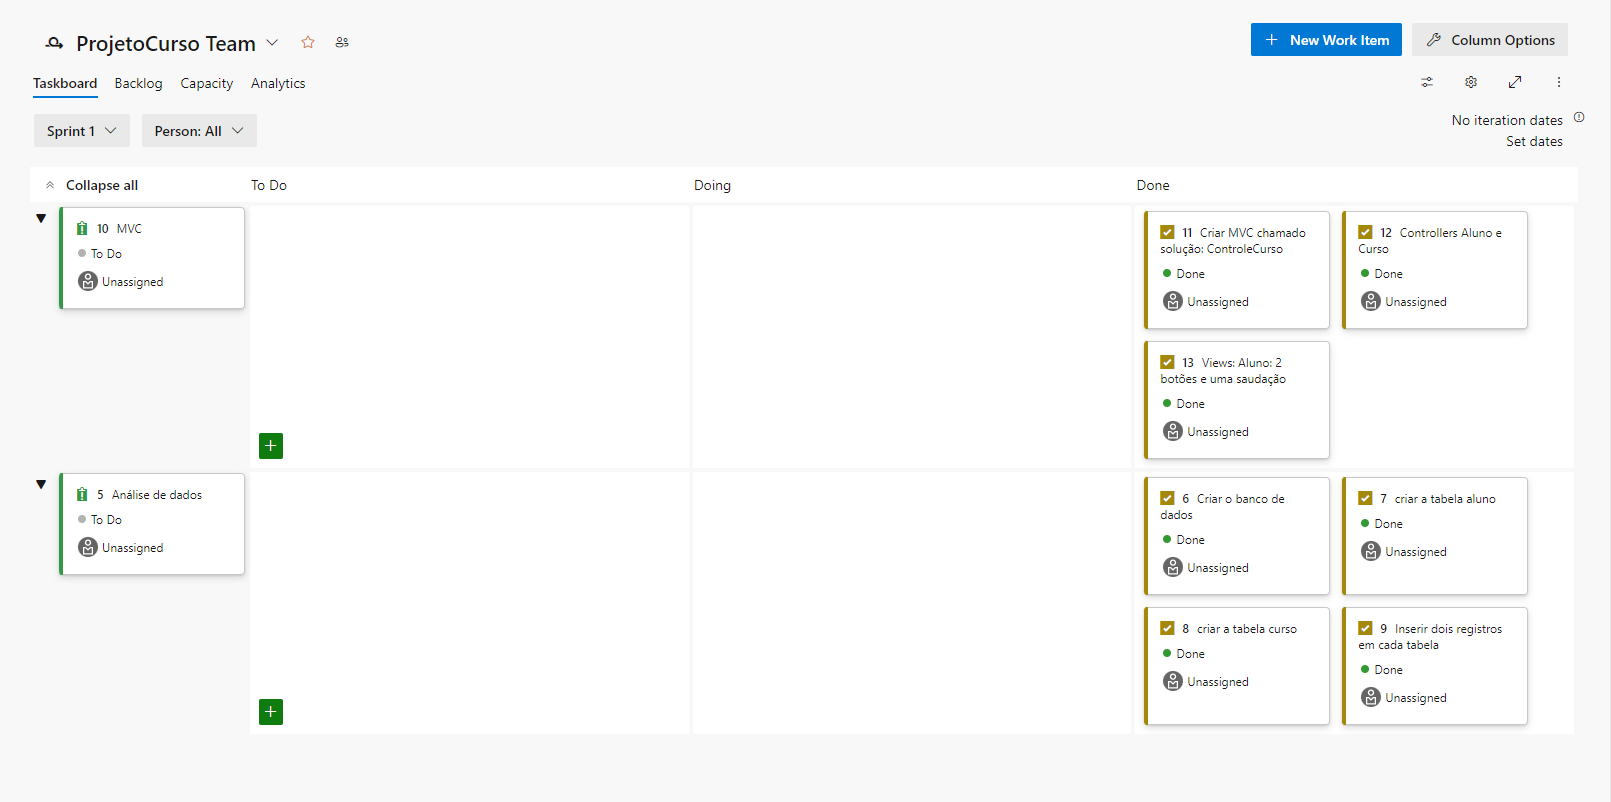 ProjetoCurso Team
New Work Item
Column Options
Taskboard Backlog Capacity Analytics
Sprint 1
Person: All
No iteration dates
Set dates
Collapse all
To Do
Doing
Done
10 MVC
To Do
Unassigned
11 Criar MVC chamado
solução: ControleCurso
Done
Unassigned
12 Controllers Aluno e
Curso
Done
Unassigned
13 Views: Aluno: 2
botões e uma saudação
Done
Unassigned
5 Análise de dados
To Do
Unassigned
6 Criar o banco de
dados
Done
Unassigned
7 criar a tabela aluno
Done
Unassigned
8 criar a tabela curso
Done
Unassigned
9 Inserir dois registros
em cada tabela
Done
Unassigned